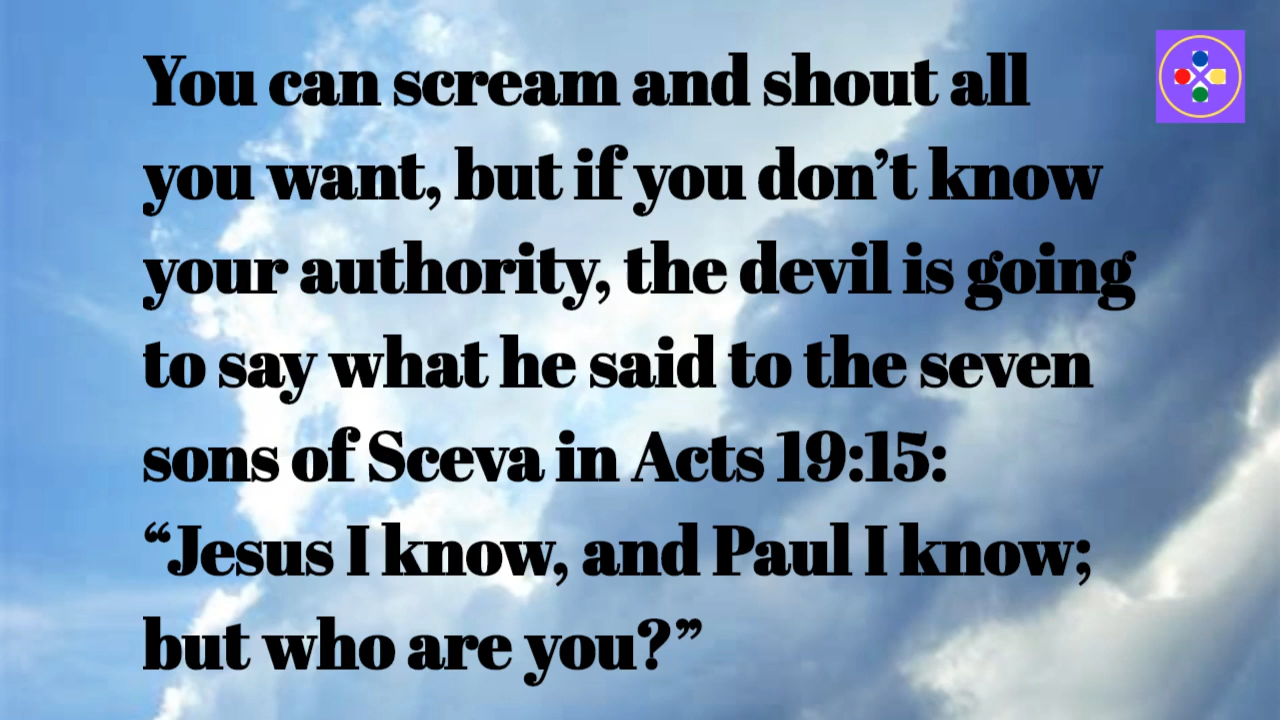 You can scream and shout all
you want, but if you don’t know
your authority, the devil is going
to say what he said to the seven
sons of Sceva in Acts 19:15:
“Jesus I know, and Paul I know;
but who are you?”